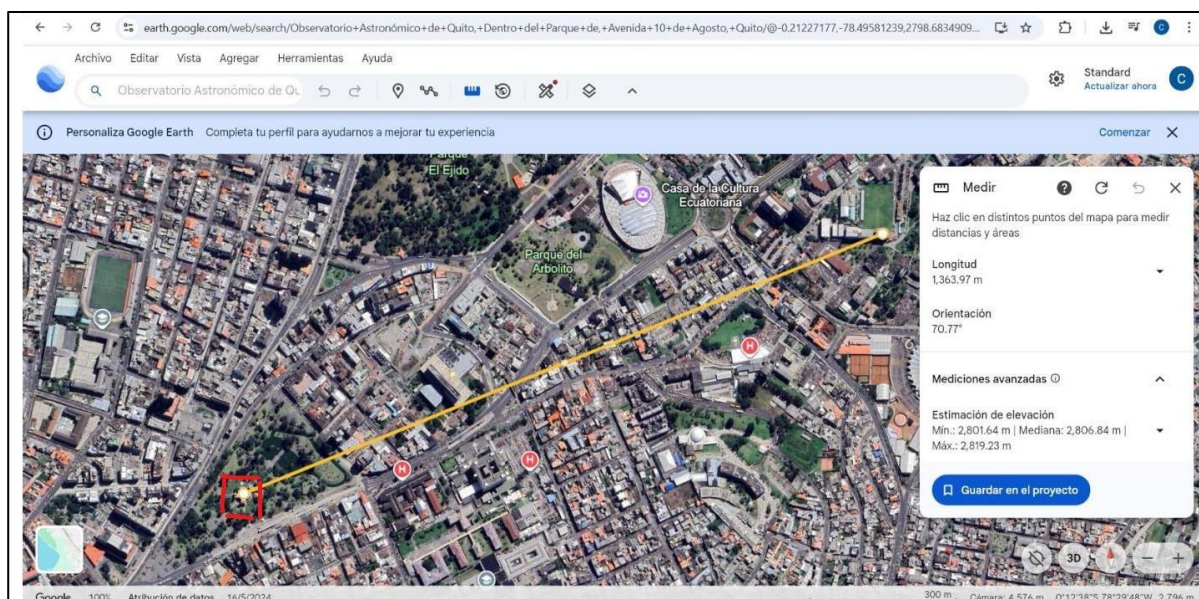 earth.google.com/web/search/Observatorio+Astronómico+de+Quito,+Dentro+del+Parque+de,+Avenida+10+de+Agosto,+Quito/@-0.21227177,-78.49581239,2798.6834909...
Archivo Editar Vista Agregar Herramientas Ayuda
Observatorio Astronómico de Qu
Standard
Actualizar ahora
C
Personaliza Google Earth Completa tu perfil para ayudarnos a mejorar tu experiencia
Comenzar
Parque
El Ejido
Casa de la Cultura
Ecuatoriana
Parque del
Arbolito
H
H
H
Medir
Haz clic en distintos puntos del mapa para medir
distancias y áreas
Longitud
1,363.97 m
Orientación
70.77°
Mediciones avanzadas
Estimación de elevación
Mín.: 2,801.64 m | Mediana: 2,806.84 m |
Máx.: 2,819.23 m
Guardar en el proyecto
3D
Google 100% Atribución de datos 16/5/2024
300 m Cámara: 4,576 m 0°12'38"S 78°29'48"W 2,796 m